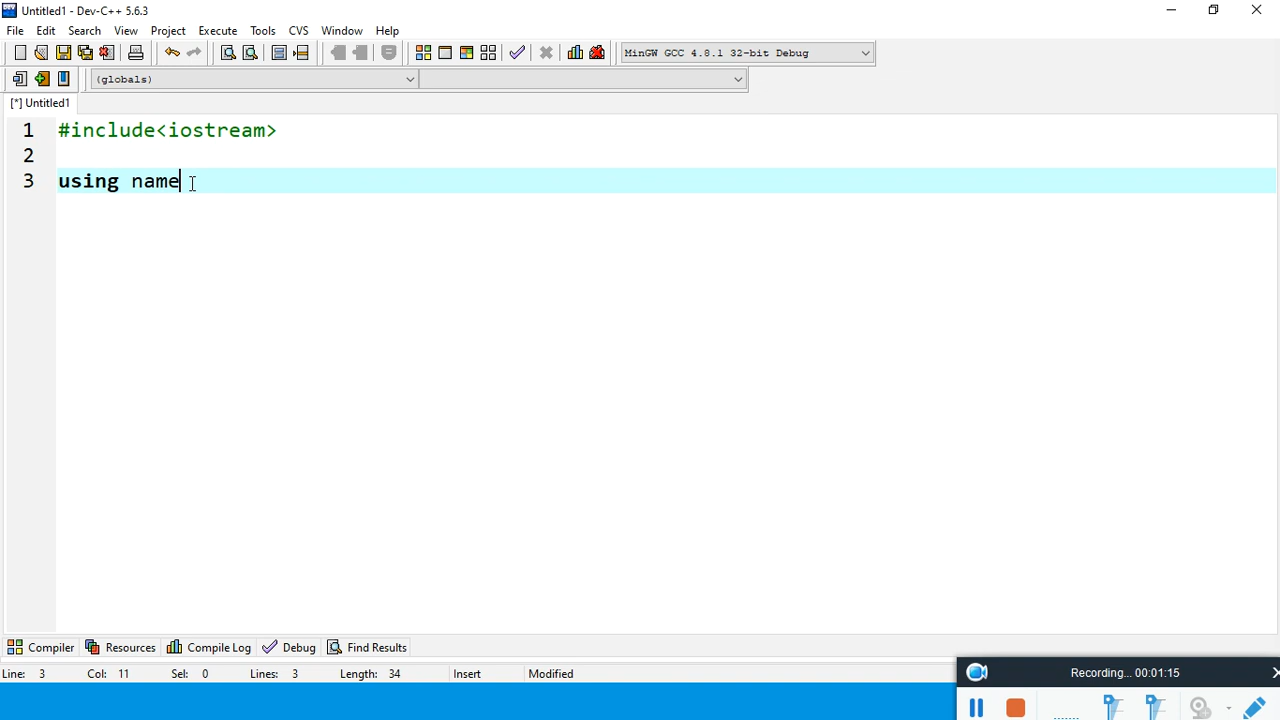 Untitled1 - Dev-C++ 5.6.3
File Edit Search View Project Execute Tools CVS Window Help
MinGW GCC 4.8.1 32-bit Debug
(globals)
[*] Untitled1
1 #include<iostream>
2
3 using name
Compiler Resources Compile Log Debug Find Results
Line: 3 Col: 11 Sel: 0 Lines: 3 Length: 34 Insert Modified
Recording... 00:01:15